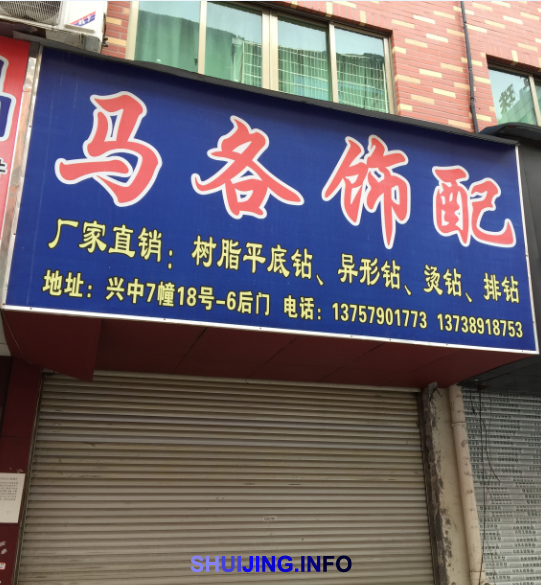 马各饰配
厂家直销：树脂平底钻、异形钻、烫钻、排钻
地址：兴中7幢18号-6后门 电话：13757901773 13738918753
SHUIJING.INFO